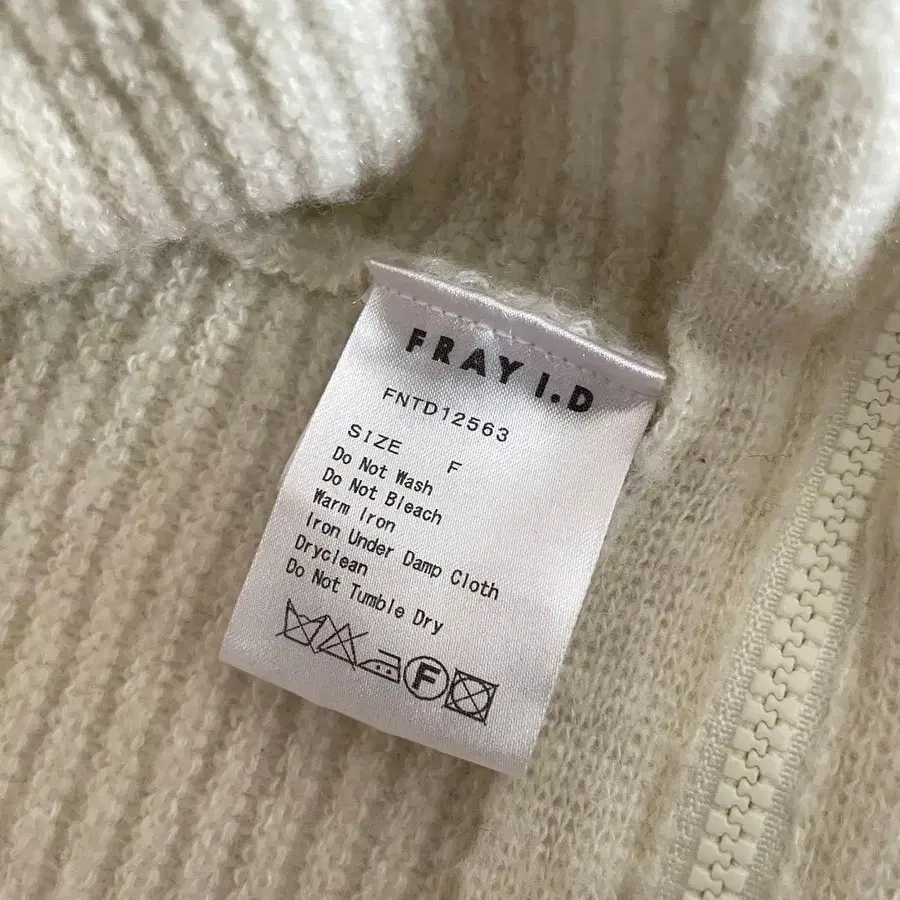 FRAY I.D
FNTD12563
SIZE F
Do Not Wash
Do Not Bleach
Warm Iron
Iron Under Damp Cloth
Dryclean
Do Not Tumble Dry
F